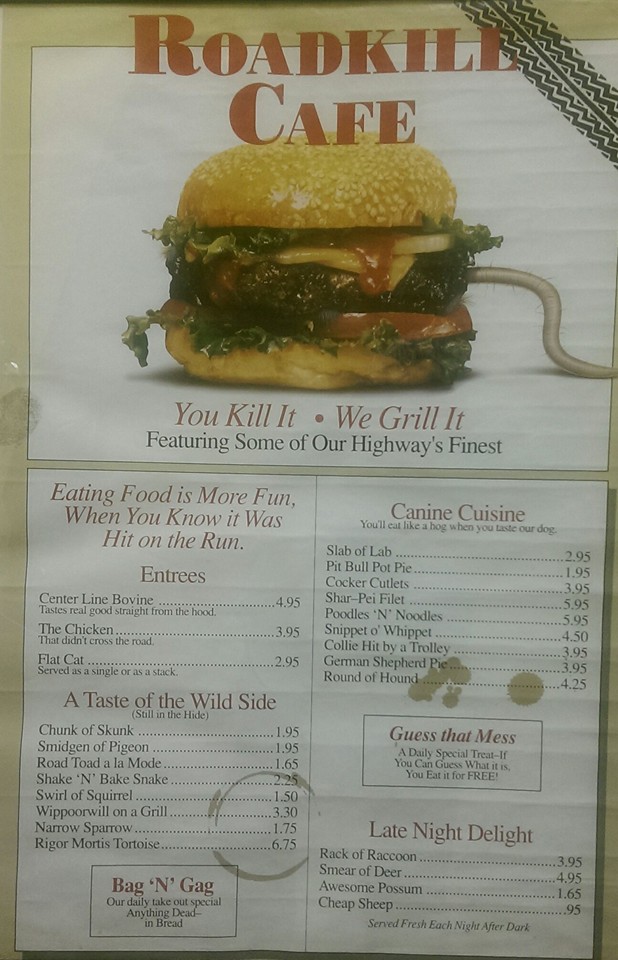 ROADKILL
CAFE
You Kill It • We Grill It
Featuring Some of Our Highway's Finest
Eating Food is More Fun,
When You Know it Was
Hit on the Run.
Entrees
Center Line Bovine ..........................4.95
Tastes real good straight from the hood.
The Chicken....................................3.95
That didn't cross the road.
Flat Cat ...........................................2.95
Served as a single or as a stack.
A Taste of the Wild Side
(Still in the Hide)
Chunk of Skunk ...............................1.95
Smidgen of Pigeon ..........................1.95
Road Toad a la Mode.......................1.65
Shake 'N' Bake Snake ......................2.25
Swirl of Squirrel ..............................1.50
Wippoorwill on a Grill.....................3.30
Narrow Sparrow...............................1.75
Rigor Mortis Tortoise.......................6.75
Bag 'N' Gag
Our daily take out special
Anything Dead–
in Bread
Canine Cuisine
You'll eat like a hog when you taste our dog.
Slab of Lab ......................................2.95
Pit Bull Pot Pie.................................1.95
Cocker Cutlets .................................3.95
Shar–Pei Filet ..................................5.95
Poodles 'N' Noodles ........................5.95
Snippet o' Whippet ..........................4.50
Collie Hit by a Trolley .....................3.95
German Shepherd Pie......................3.95
Round of Hound ..............................4.25
Guess that Mess
A Daily Special Treat–If
You Can Guess What it is,
You Eat it for FREE!
Late Night Delight
Rack of Raccoon ..............................3.95
Smear of Deer..................................4.95
Awesome Possum ............................1.65
Cheap Sheep......................................95
Served Fresh Each Night After Dark